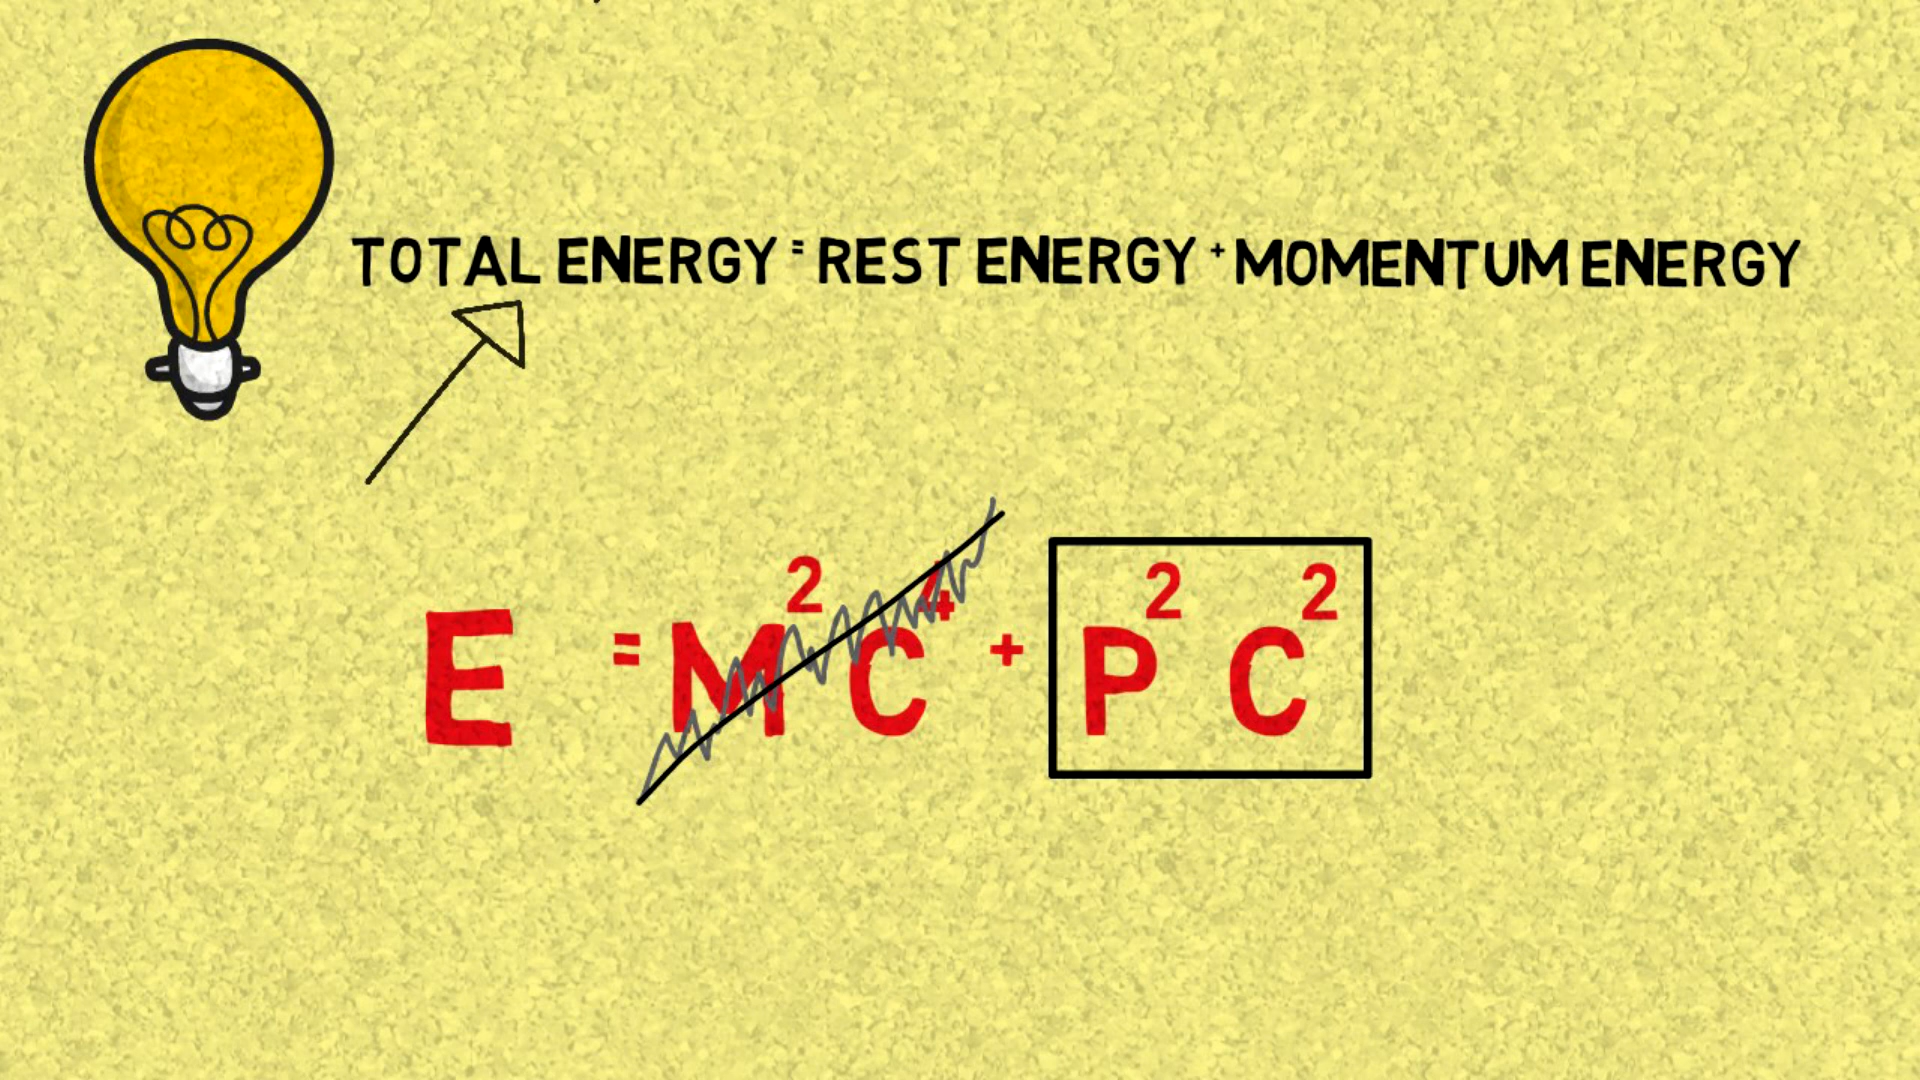 TOTAL ENERGY = REST ENERGY + MOMENTUM ENERGY
E = M²C⁴ + P²C²